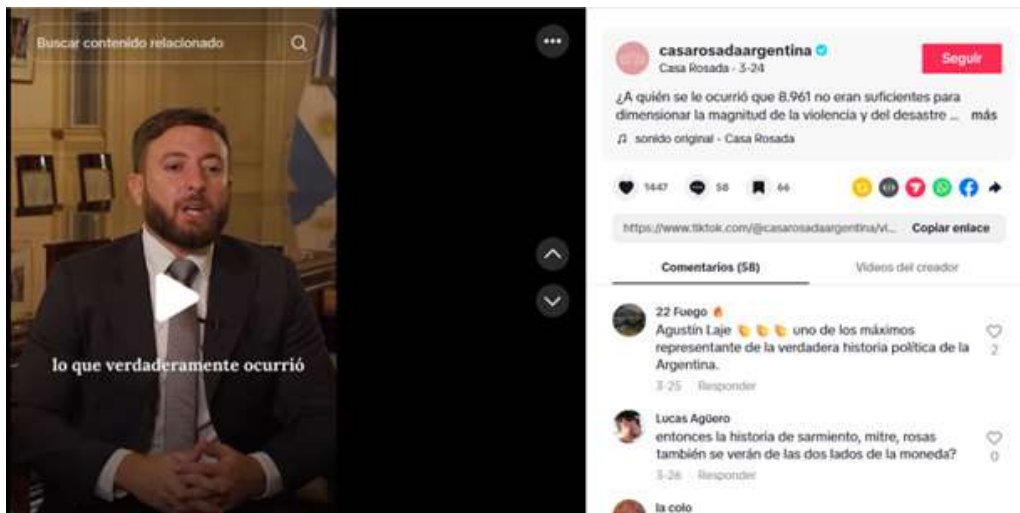 Buscar contenido relacionado
lo que verdaderamente ocurrió
casarosadaargentina
Casa Rosada · 3-24
Seguir
¿A quién se le ocurrió que 8.961 no eran suficientes para
dimensionar la magnitud de la violencia y del desastre ... más
sonido original - Casa Rosada
1447 58 66
https://www.tiktok.com/@casarosadaargentina/vi... Copiar enlace
Comentarios (58) Videos del creador
22 Fuego 🔥
Agustín Laje 👏 👏 👏 uno de los máximos
representante de la verdadera historia política de la
Argentina.
2
3-25 Responder
Lucas Agüero
entonces la historia de sarmiento, mitre, rosas
también se verán de las dos lados de la moneda?
0
3-26 Responder
la colo